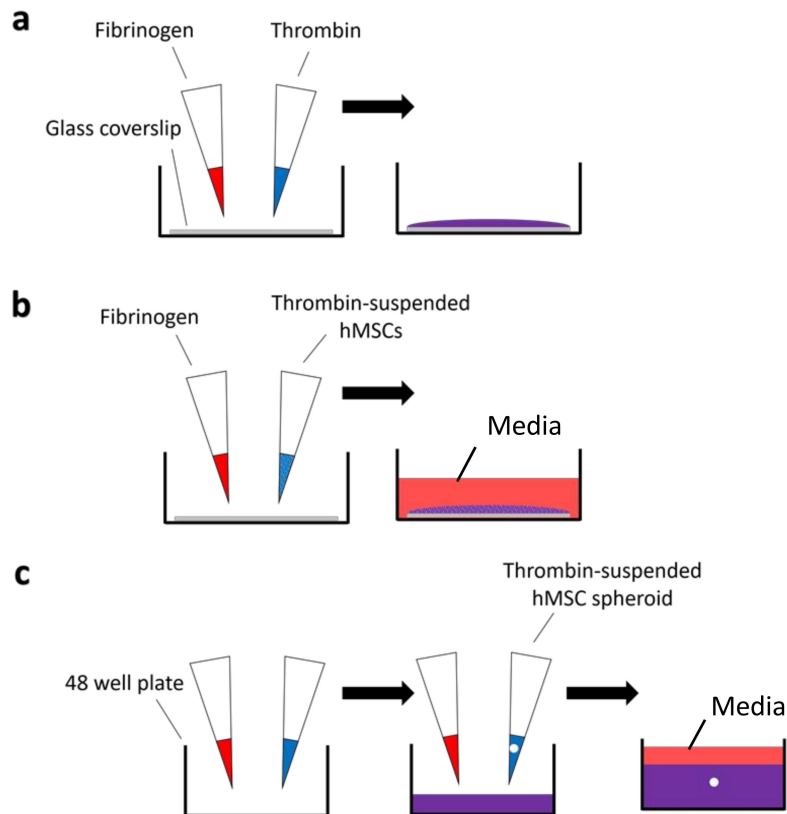 a
Fibrinogen
Thrombin
Glass coverslip
b
Fibrinogen
Thrombin-suspended
hMSCs
Media
c
Thrombin-suspended
hMSC spheroid
48 well plate
Media